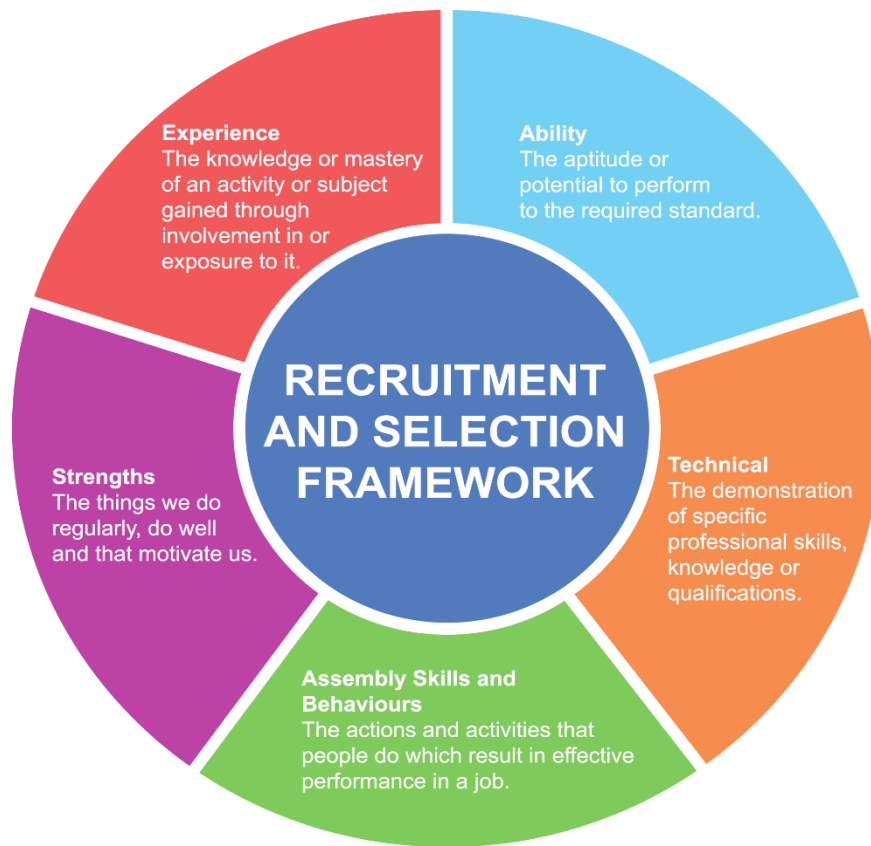 Experience
The knowledge or mastery
of an activity or subject
gained through
involvement in or
exposure to it.
Ability
The aptitude or
potential to perform
to the required standard.
RECRUITMENT
AND SELECTION
FRAMEWORK
Strengths
The things we do
regularly, do well
and that motivate us.
Technical
The demonstration
of specific
professional skills,
knowledge or
qualifications.
Assembly Skills and
Behaviours
The actions and activities that
people do which result in effective
performance in a job.